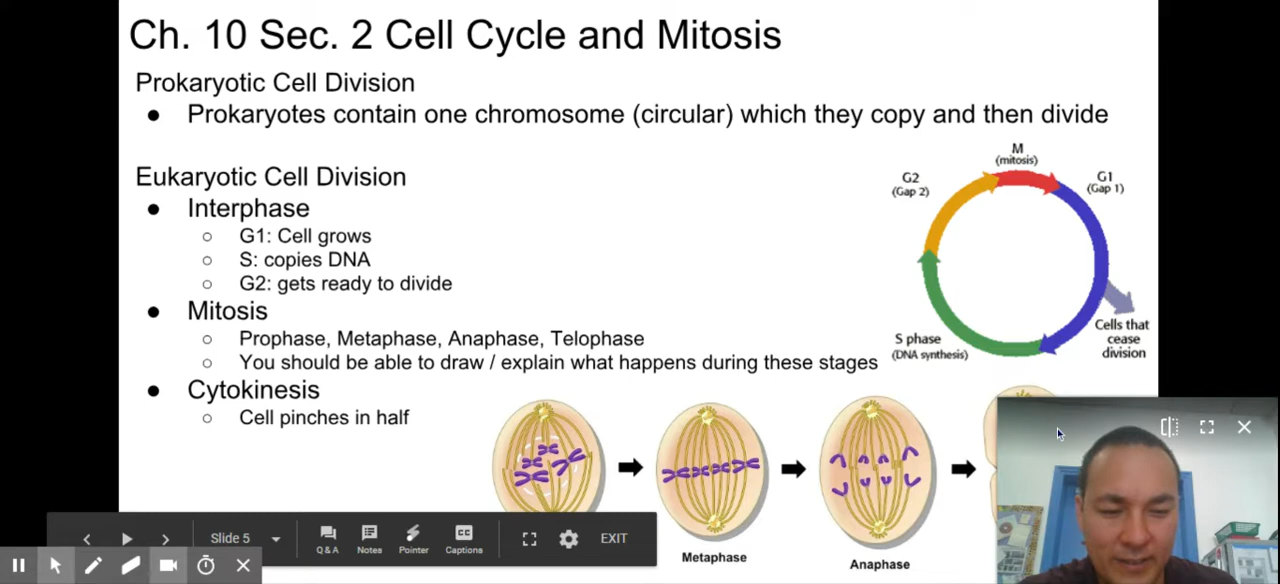 Ch. 10 Sec. 2 Cell Cycle and Mitosis
Prokaryotic Cell Division
● Prokaryotes contain one chromosome (circular) which they copy and then divide
Eukaryotic Cell Division
● Interphase
○ G1: Cell grows
○ S: copies DNA
○ G2: gets ready to divide
● Mitosis
○ Prophase, Metaphase, Anaphase, Telophase
○ You should be able to draw / explain what happens during these stages
● Cytokinesis
○ Cell pinches in half
M
(mitosis)
G2
(Gap 2)
G1
(Gap 1)
S phase
(DNA synthesis)
Cells that
cease
division
Metaphase
Anaphase
Slide 5
Q&A
Notes
Pointer
CC
Captions
EXIT